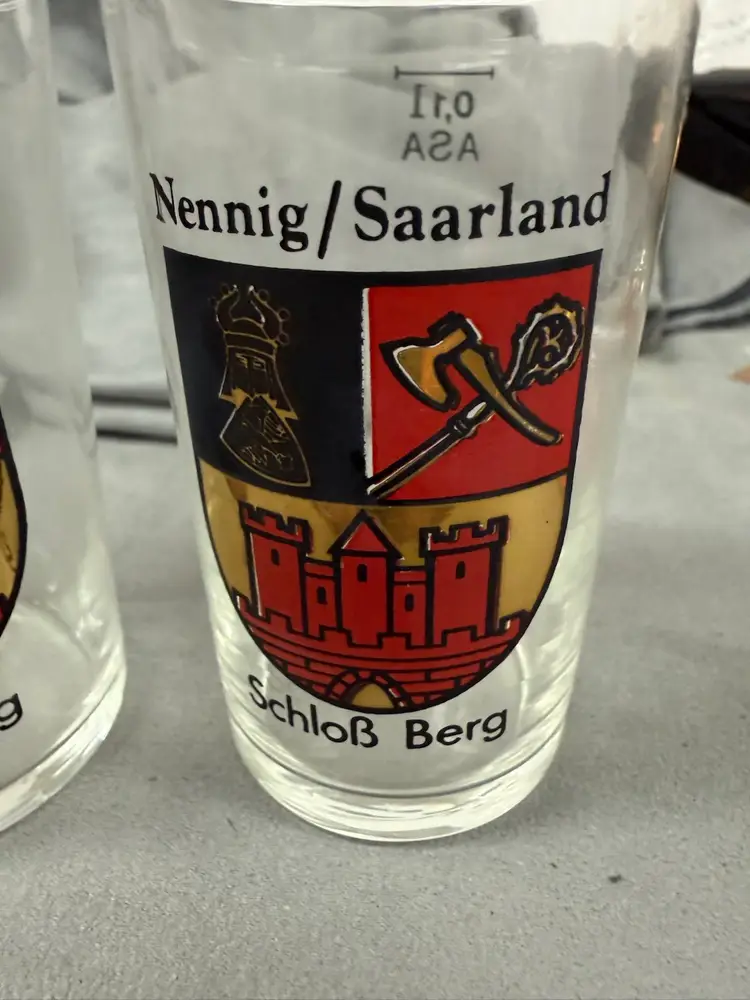 0,1l
ASA
Nennig/Saarland
Schloß Berg
g